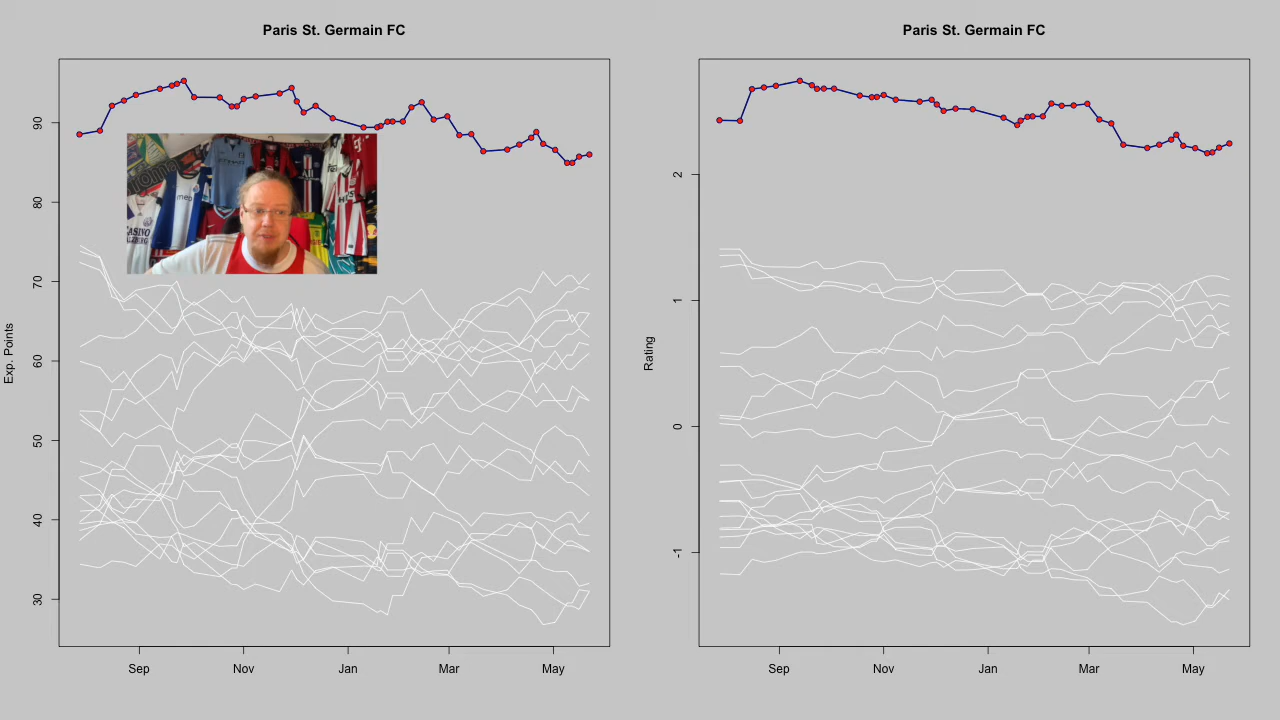 Paris St. Germain FC
Exp. Points
90
80
70
60
50
40
30
Sep
Nov
Jan
Mar
May
Paris St. Germain FC
Rating
2
1
0
-1
Sep
Nov
Jan
Mar
May